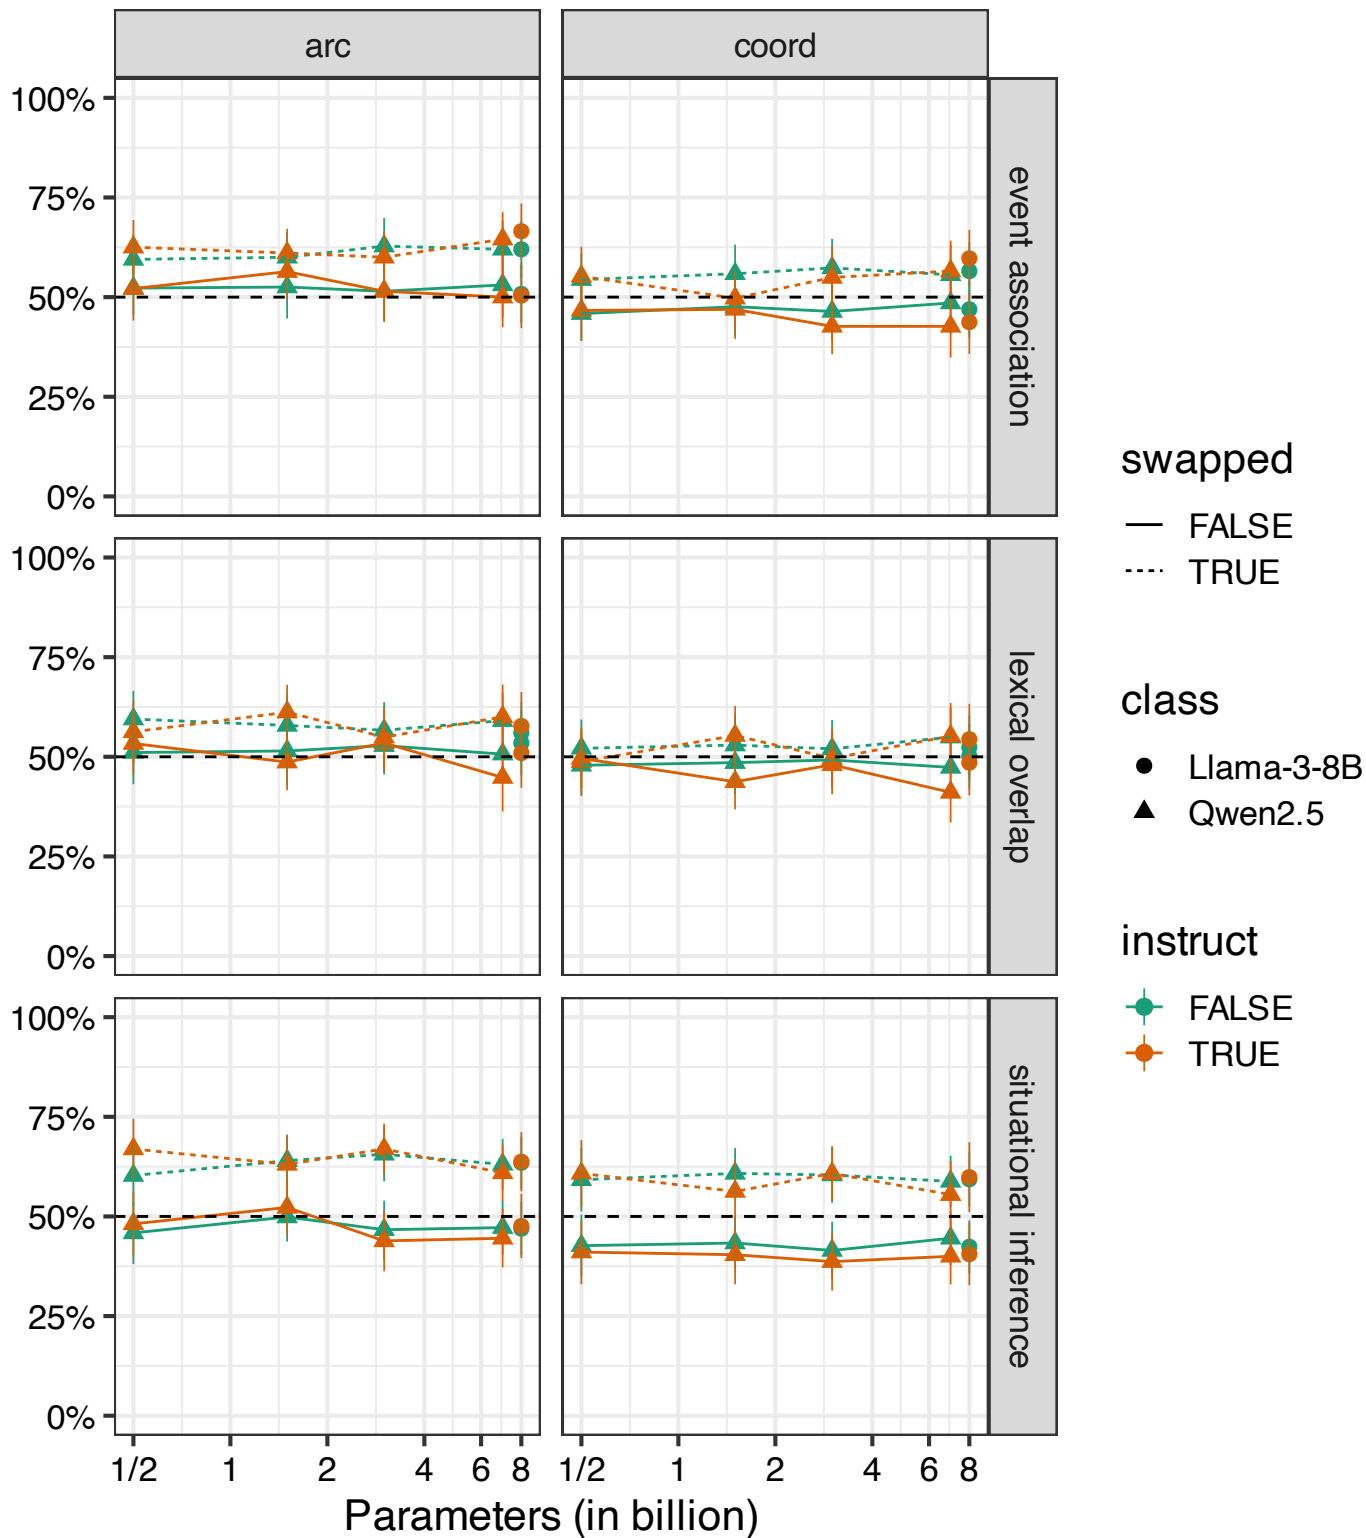 arc
coord
100%
75%
50%
25%
0%
event association
100%
75%
50%
25%
0%
lexical overlap
100%
75%
50%
25%
0%
situational inference
1/2 1 2 4 6 8
1/2 1 2 4 6 8
Parameters (in billion)
swapped
FALSE
TRUE
class
Llama-3-8B
Qwen2.5
instruct
FALSE
TRUE